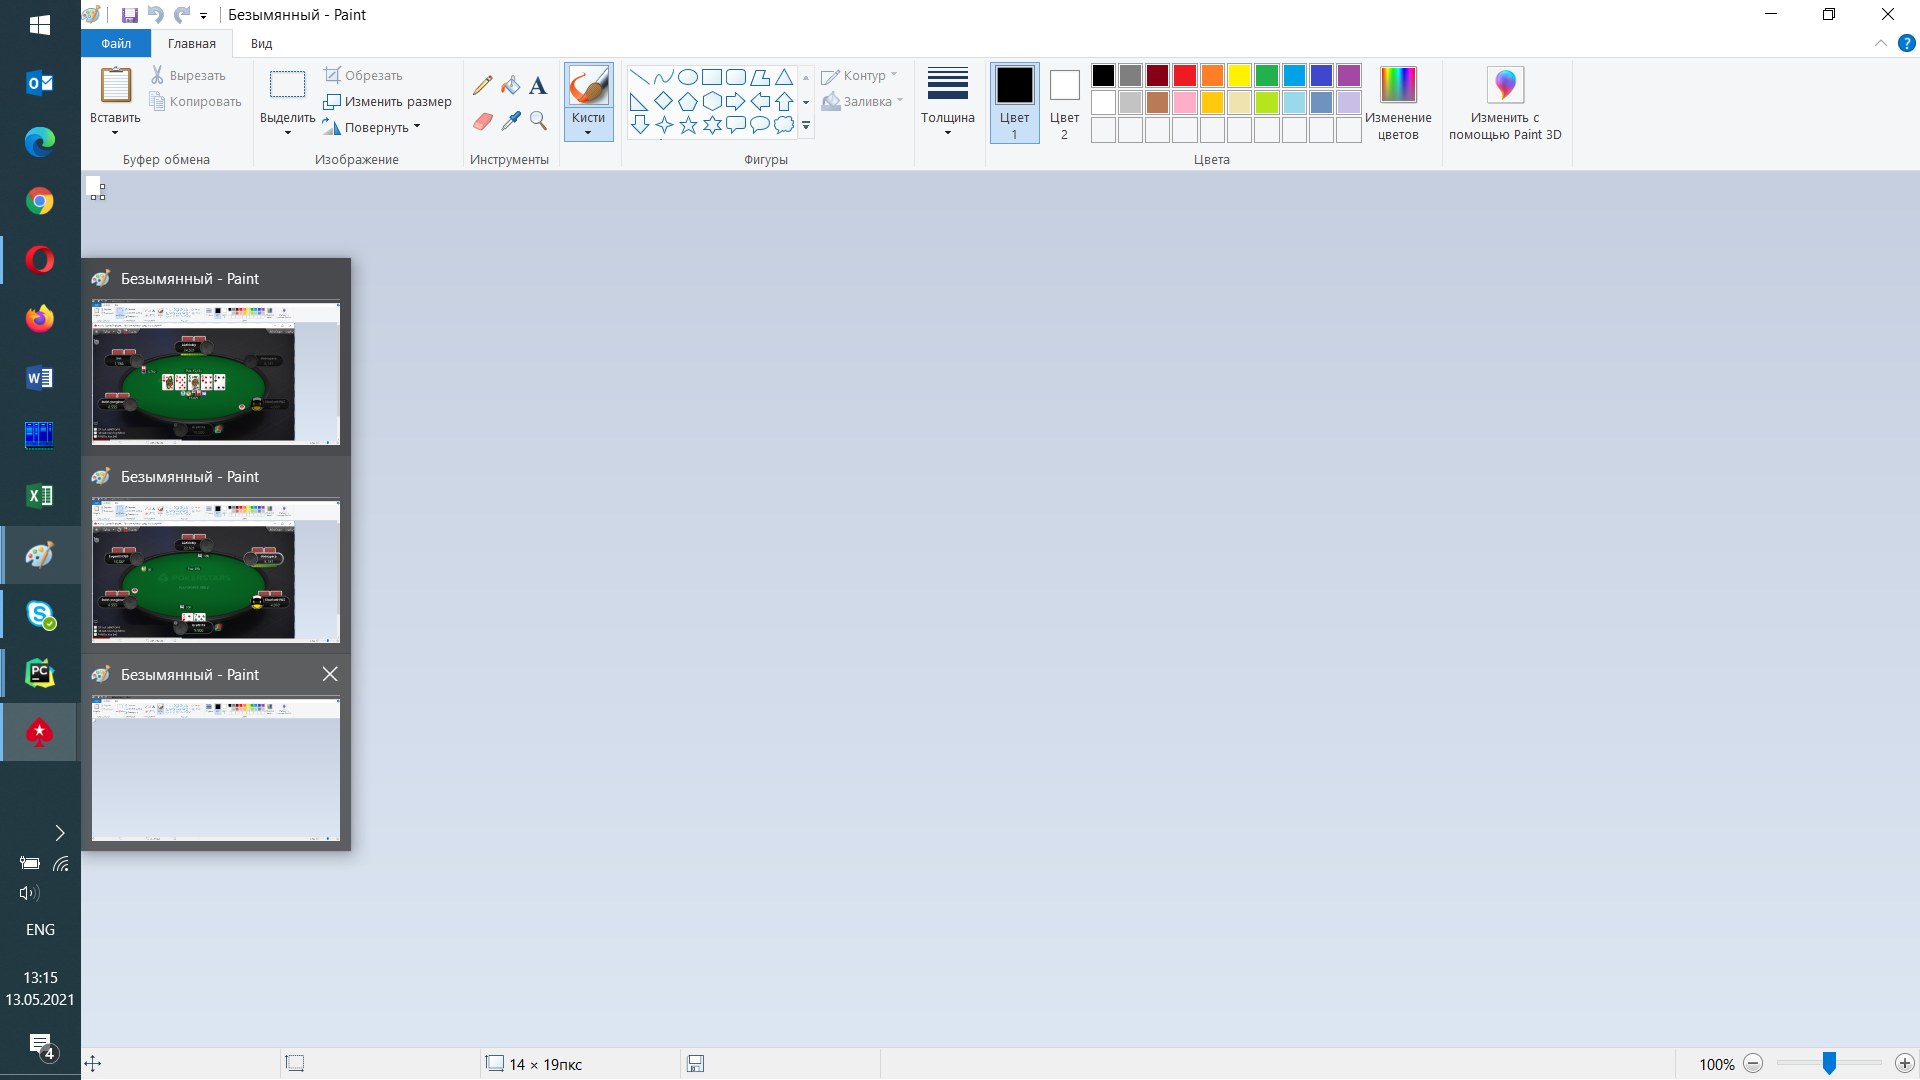 Безымянный - Paint
Файл
Главная
Вид
Вставить
Вырезать
Копировать
Буфер обмена
Выделить
Обрезать
Изменить размер
Повернуть
Изображение
A
Инструменты
Кисти
Контур
Заливка
Фигуры
Толщина
Цвет
1
Цвет
2
Изменение
цветов
Цвета
Изменить с
помощью Paint 3D
Безымянный - Paint
Безымянный - Paint
Безымянный - Paint
PC
ENG
13:15
13.05.2021
4
14 × 19пкс
100%